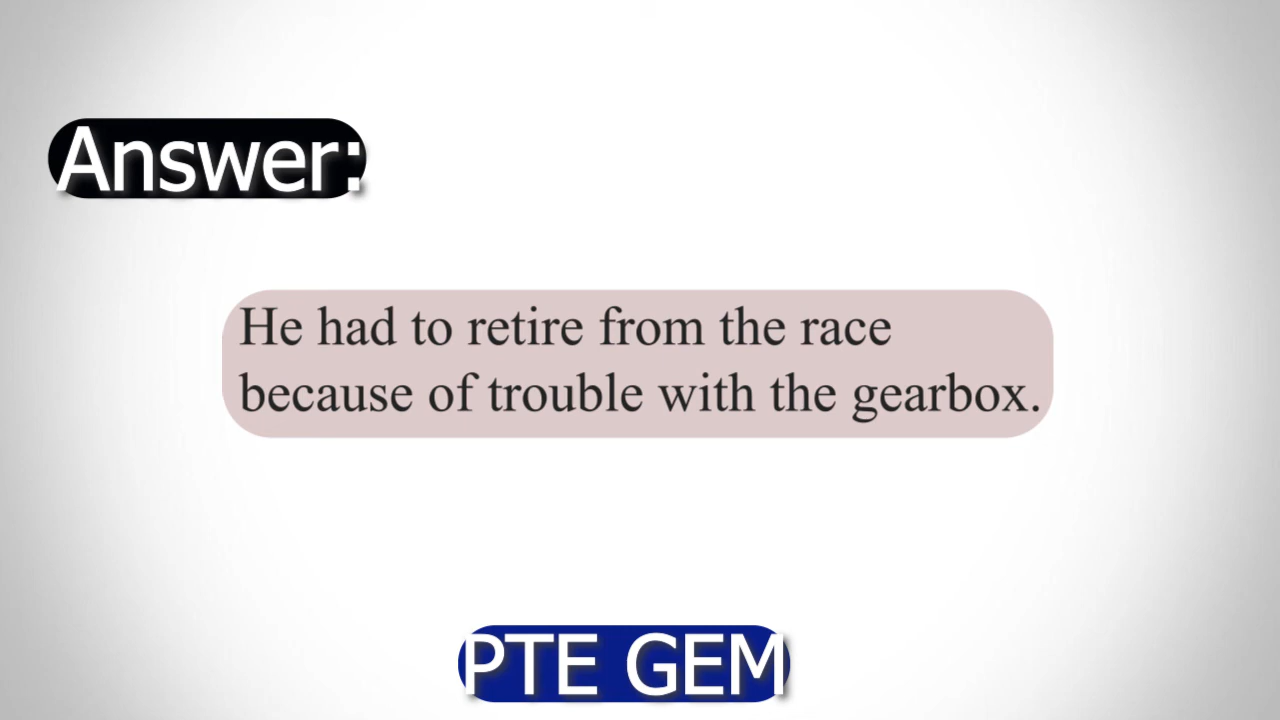 Answer:
He had to retire from the race
because of trouble with the gearbox.
PTE GEM